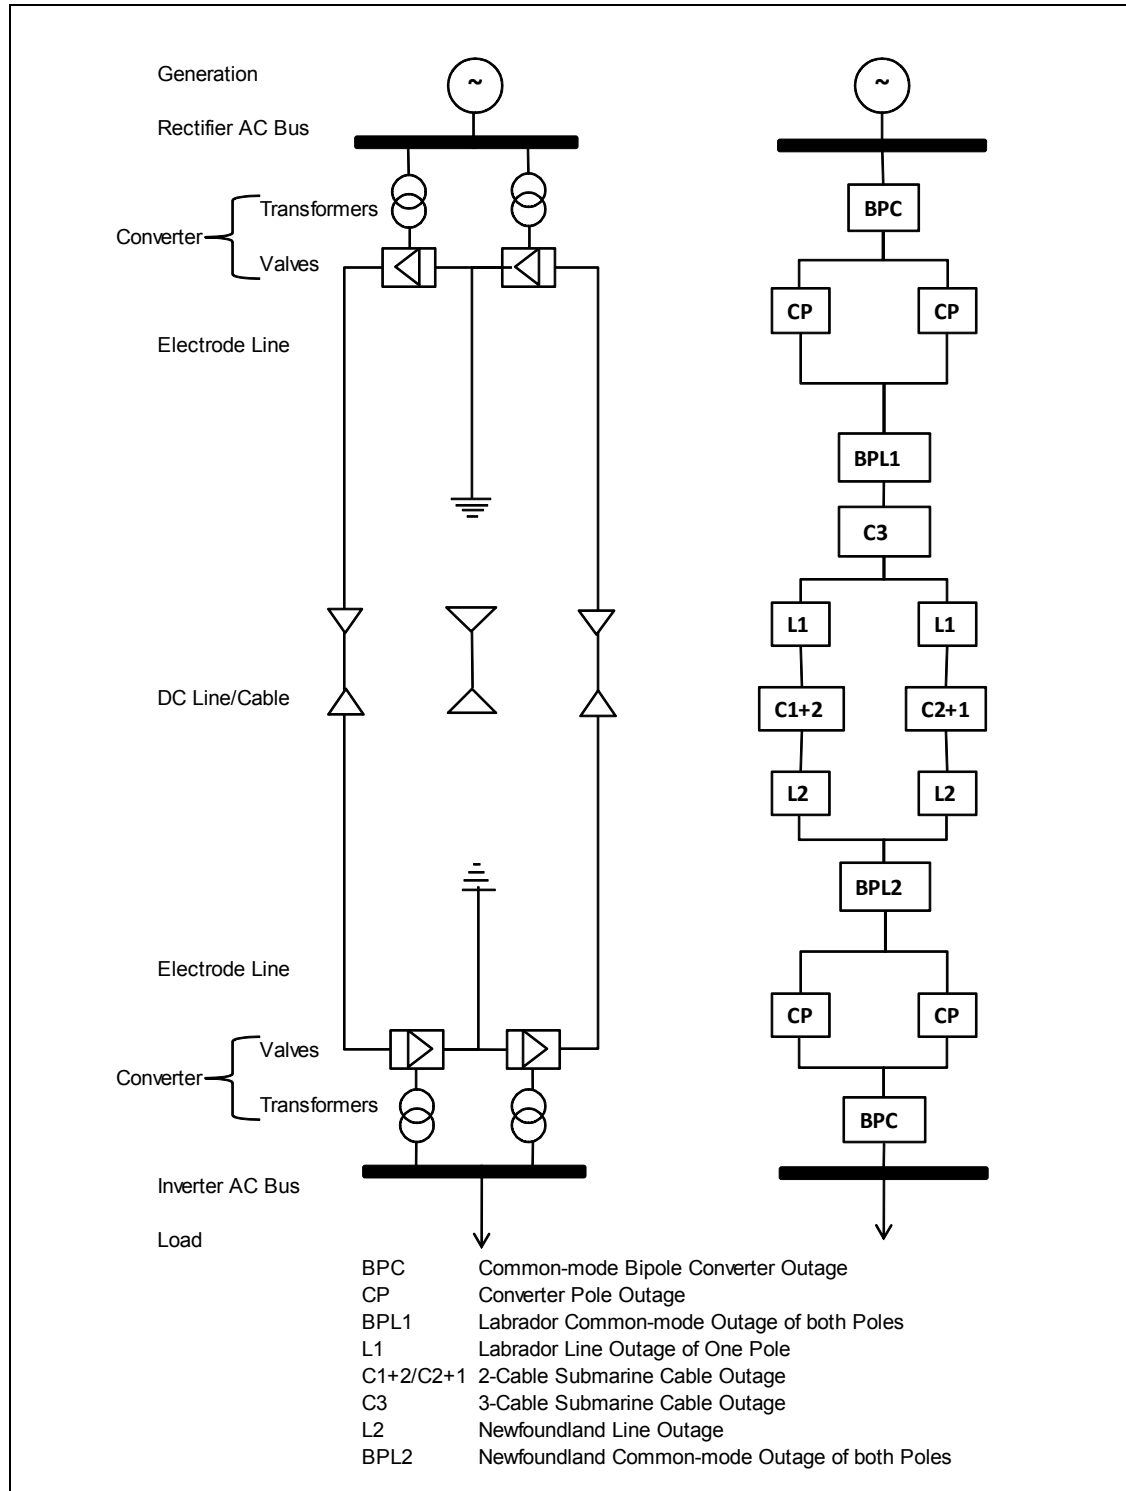 Generation
~
~
Rectifier AC Bus
Transformers
BPC
Converter
Valves
CP
CP
Electrode Line
BPL1
C3
L1
L1
DC Line/Cable
C1+2
C2+1
L2
L2
BPL2
Electrode Line
CP
CP
Valves
Converter
Transformers
BPC
Inverter AC Bus
Load
BPC Common-mode Bipole Converter Outage
CP Converter Pole Outage
BPL1 Labrador Common-mode Outage of both Poles
L1 Labrador Line Outage of One Pole
C1+2/C2+1 2-Cable Submarine Cable Outage
C3 3-Cable Submarine Cable Outage
L2 Newfoundland Line Outage
BPL2 Newfoundland Common-mode Outage of both Poles